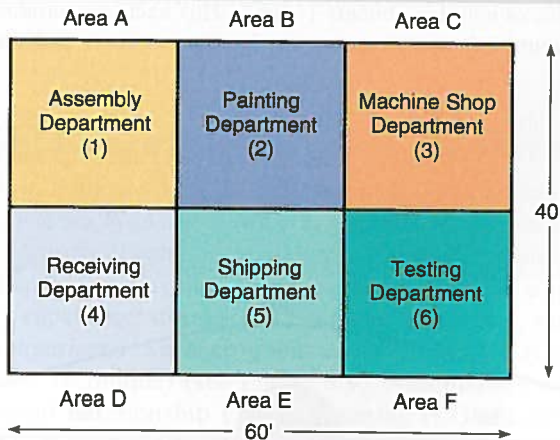 Area A Area B Area C
Assembly
Department
(1)
Painting
Department
(2)
Machine Shop
Department
(3)
40
Receiving
Department
(4)
Shipping
Department
(5)
Testing
Department
(6)
Area D Area E Area F
60'